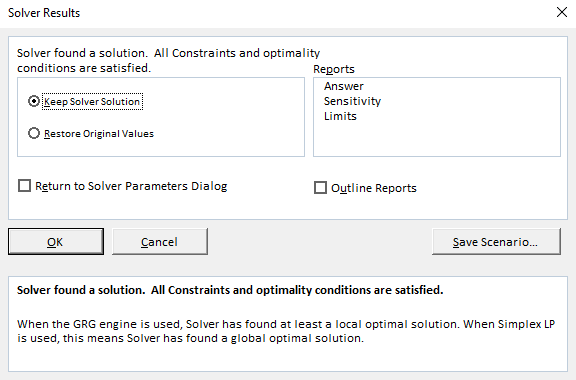 Solver Results
Solver found a solution.  All Constraints and optimality
conditions are satisfied.
Reports
Answer
Sensitivity
Limits
Keep Solver Solution
Restore Original Values
Return to Solver Parameters Dialog
Outline Reports
OK
Cancel
Save Scenario...
Solver found a solution.  All Constraints and optimality conditions are satisfied.
When the GRG engine is used, Solver has found at least a local optimal solution. When Simplex LP
is used, this means Solver has found a global optimal solution.